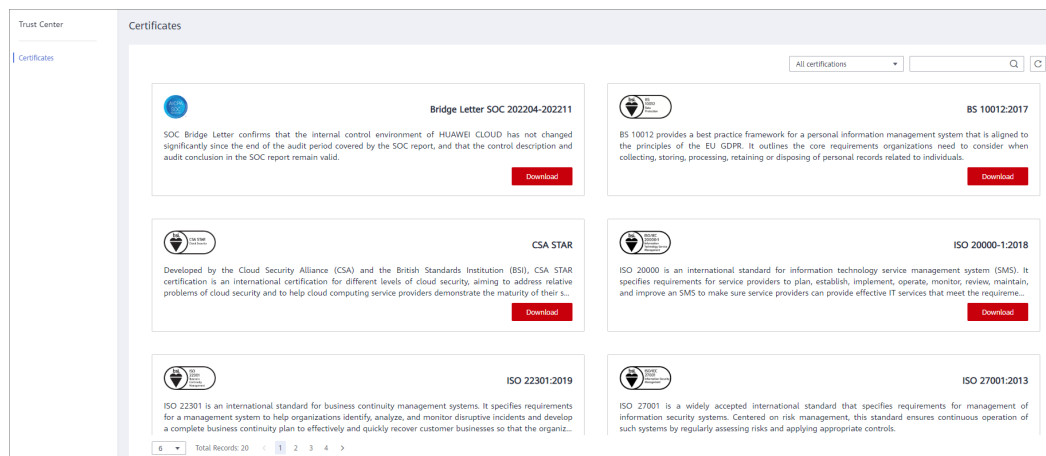 Trust Center
Certificates
Certificates
All certifications
Bridge Letter SOC 202204-202211
SOC Bridge Letter confirms that the internal control environment of HUAWEI CLOUD has not changed
significantly since the end of the audit period covered by the SOC report, and that the control description and
audit conclusion in the SOC report remain valid.
Download
BS 10012:2017
BS 10012 provides a best practice framework for a personal information management system that is aligned to
the principles of the EU GDPR. It outlines the core requirements organizations need to consider when
collecting, storing, processing, retaining or disposing of personal records related to individuals.
Download
bsi.
CSA STAR
CSA STAR
Developed by the Cloud Security Alliance (CSA) and the British Standards Institution (BSI), CSA STAR
certification is an international certification for different levels of cloud security, aiming to address relative
problems of cloud security and to help cloud computing service providers demonstrate the maturity of their s...
Download
ISO 20000-1:2018
ISO 20000 is an international standard for information technology service management system (SMS). It
specifies requirements for service providers to plan, establish, implement, operate, monitor, review, maintain,
and improve an SMS to make sure service providers can provide effective IT services that meet the requireme...
Download
ISO 22301:2019
ISO 22301 is an international standard for business continuity management systems. It specifies requirements
for a management system to help organizations identify, analyze, and monitor disruptive incidents and develop
a complete business continuity plan to effectively and quickly recover customer businesses so that the organiz...
ISO 27001:2013
ISO 27001 is a widely accepted international standard that specifies requirements for management of
information security systems. Centered on risk management, this standard ensures continuous operation of
such systems by regularly assessing risks and applying appropriate controls.
6 Total Records: 20 < 1 2 3 4 >